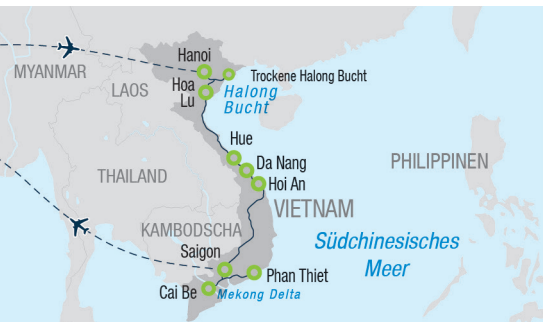 Hanoi
MYANMAR
Trockene Halong Bucht
LAOS
Hoa
Lu
Halong
Bucht
Hue
Da Nang
PHILIPPINEN
THAILAND
Hoi An
VIETNAM
KAMBODSCHA
Südchinesisches
Meer
Saigon
Phan Thiet
Cai Be
Mekong Delta